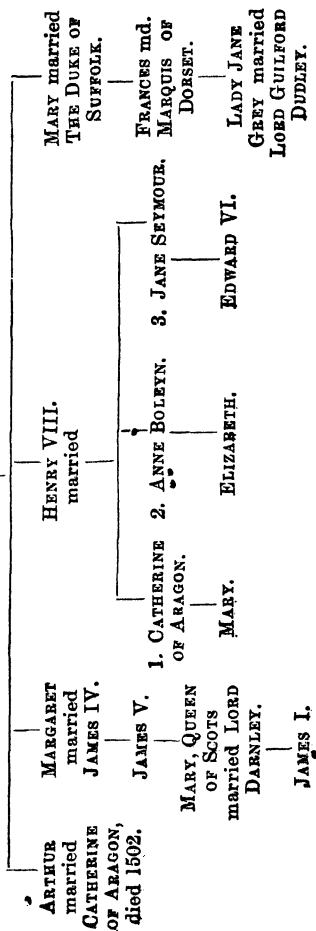 ARTHUR
married
CATHERINE
OF ARAGON,
died 1502.
MARGARET
married
JAMES IV.
JAMES V.
MARY, QUEEN
OF SCOTS
married LORD
DARNLEY.
JAMES I.
HENRY VIII.
married
1. CATHERINE
OF ARAGON.
MARY.
2. ANNE BOLEYN.
ELIZABETH.
3. JANE SEYMOUR.
EDWARD VI.
MARY married
THE DUKE OF
SUFFOLK.
FRANCES md.
MARQUIS OF
DORSET.
LADY JANE
GREY married
LORD GUILFORD
DUDLEY.